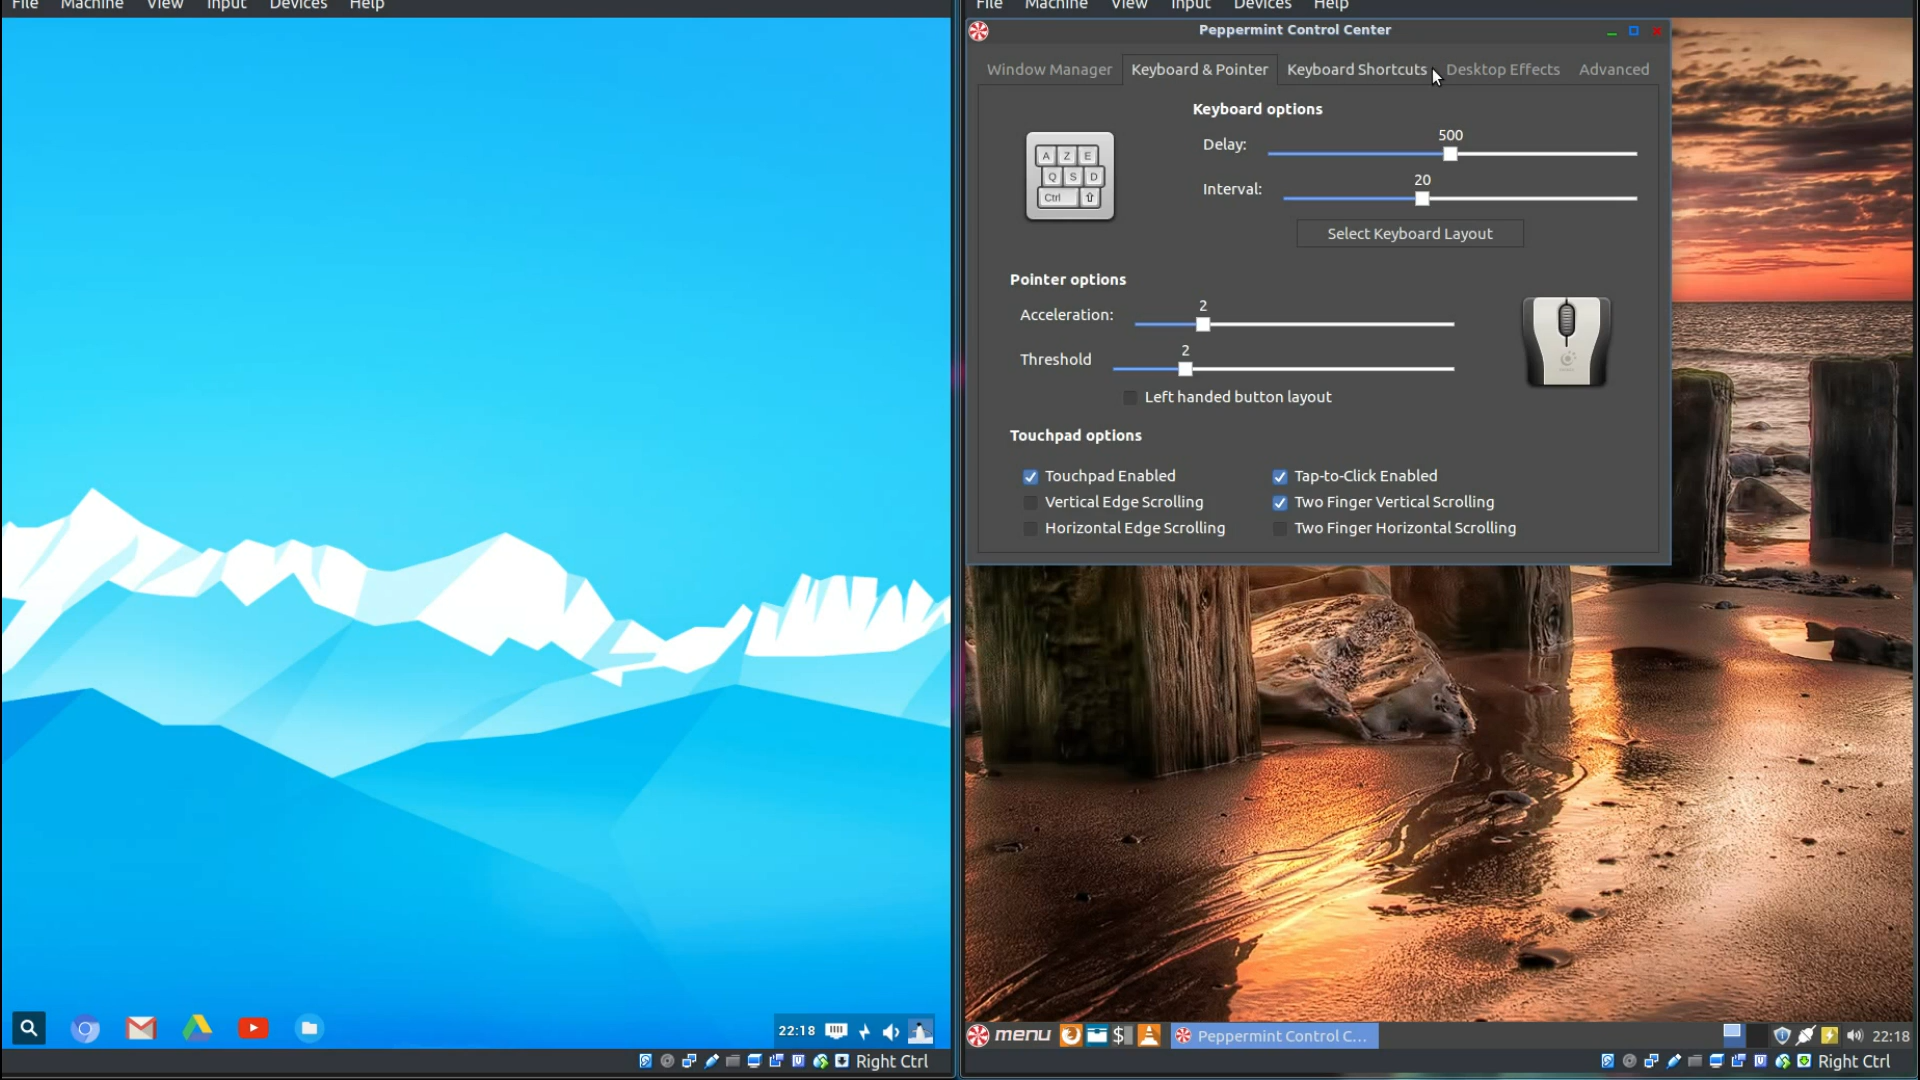 File Machine View Input Devices Help
22:18
Right Ctrl
File Machine View Input Devices Help
Peppermint Control Center
Window Manager Keyboard & Pointer Keyboard Shortcuts Desktop Effects Advanced
Keyboard options
A Z E
Q S D
Ctrl
500
Delay:
20
Interval:
Select Keyboard Layout
Pointer options
2
Acceleration:
2
Threshold
Left handed button layout
Touchpad options
Touchpad Enabled Tap-to-Click Enabled
Vertical Edge Scrolling Two Finger Vertical Scrolling
Horizontal Edge Scrolling Two Finger Horizontal Scrolling
menu $ Peppermint Control C... 22:18
Right Ctrl